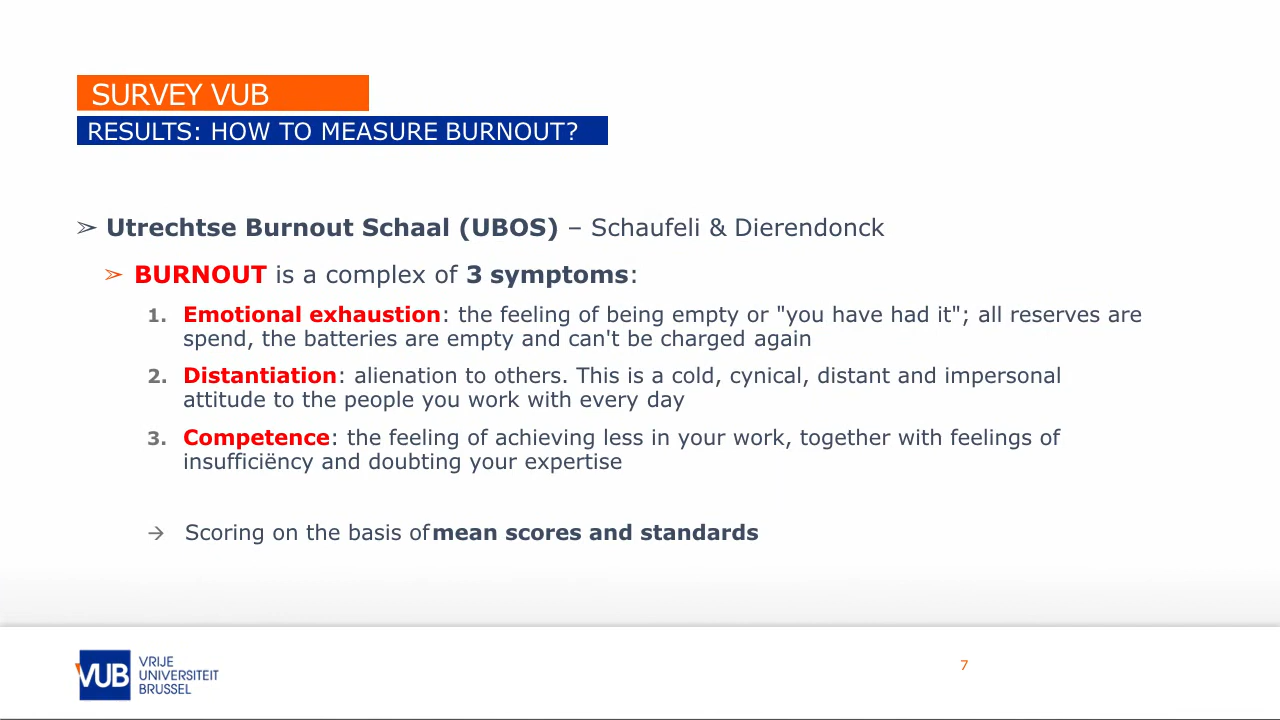 SURVEY VUB
RESULTS: HOW TO MEASURE BURNOUT?
➢ Utrechtse Burnout Schaal (UBOS) – Schaufeli & Dierendonck
➢ BURNOUT is a complex of 3 symptoms:
1. Emotional exhaustion: the feeling of being empty or "you have had it"; all reserves are
spend, the batteries are empty and can't be charged again
2. Distantiation: alienation to others. This is a cold, cynical, distant and impersonal
attitude to the people you work with every day
3. Competence: the feeling of achieving less in your work, together with feelings of
insufficiëncy and doubting your expertise
→ Scoring on the basis of mean scores and standards
VUB
VRIJE
UNIVERSITEIT
BRUSSEL
7